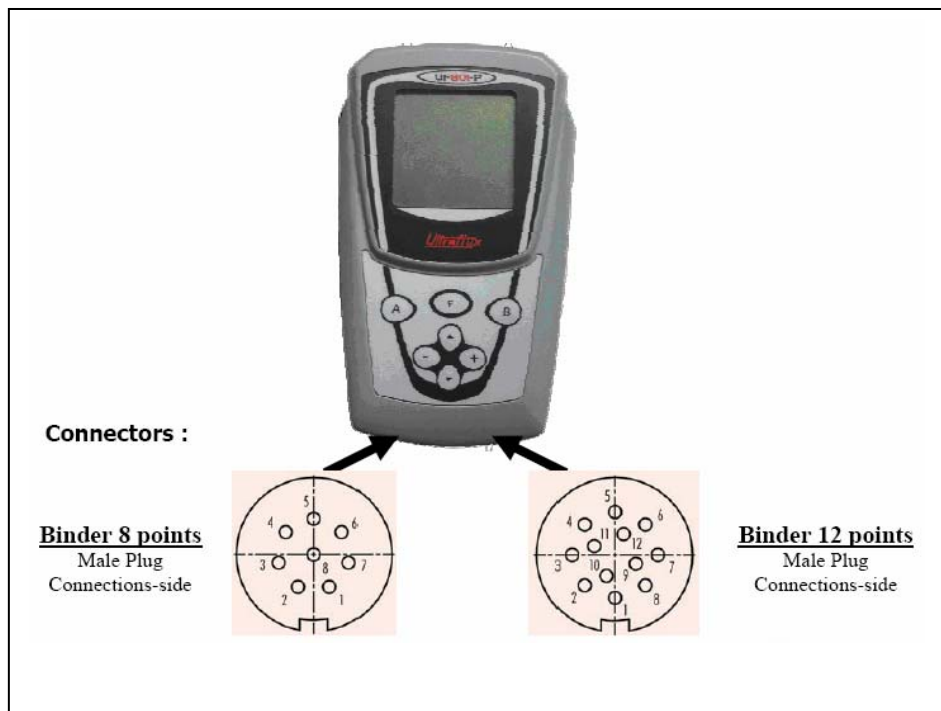 UF801-P
Ultraflux
A
F
B
-
+
Connectors :
Binder 8 points
Male Plug
Connections-side
5
4
6
3
8
7
2
1
Binder 12 points
Male Plug
Connections-side
5
4
6
11
12
3
7
10
9
2
8
1